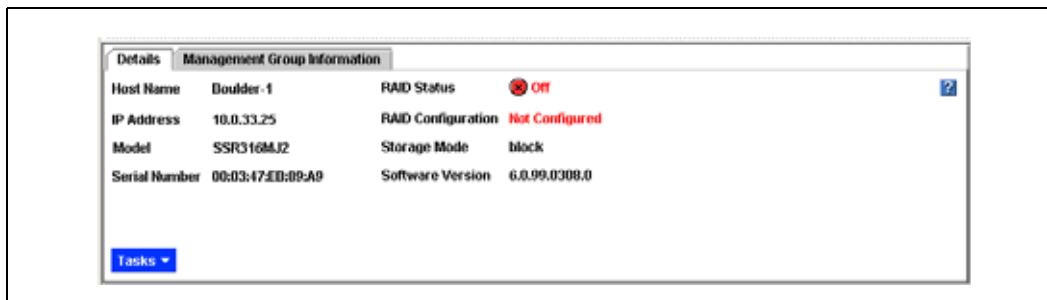 Details Management Group Information
Host Name Boulder-1 RAID Status Off ?
IP Address 10.0.33.25 RAID Configuration Not Configured
Model SSR316MJ2 Storage Mode block
Serial Number 00:03:47:ED:09:A9 Software Version 6.0.99.0308.0
Tasks